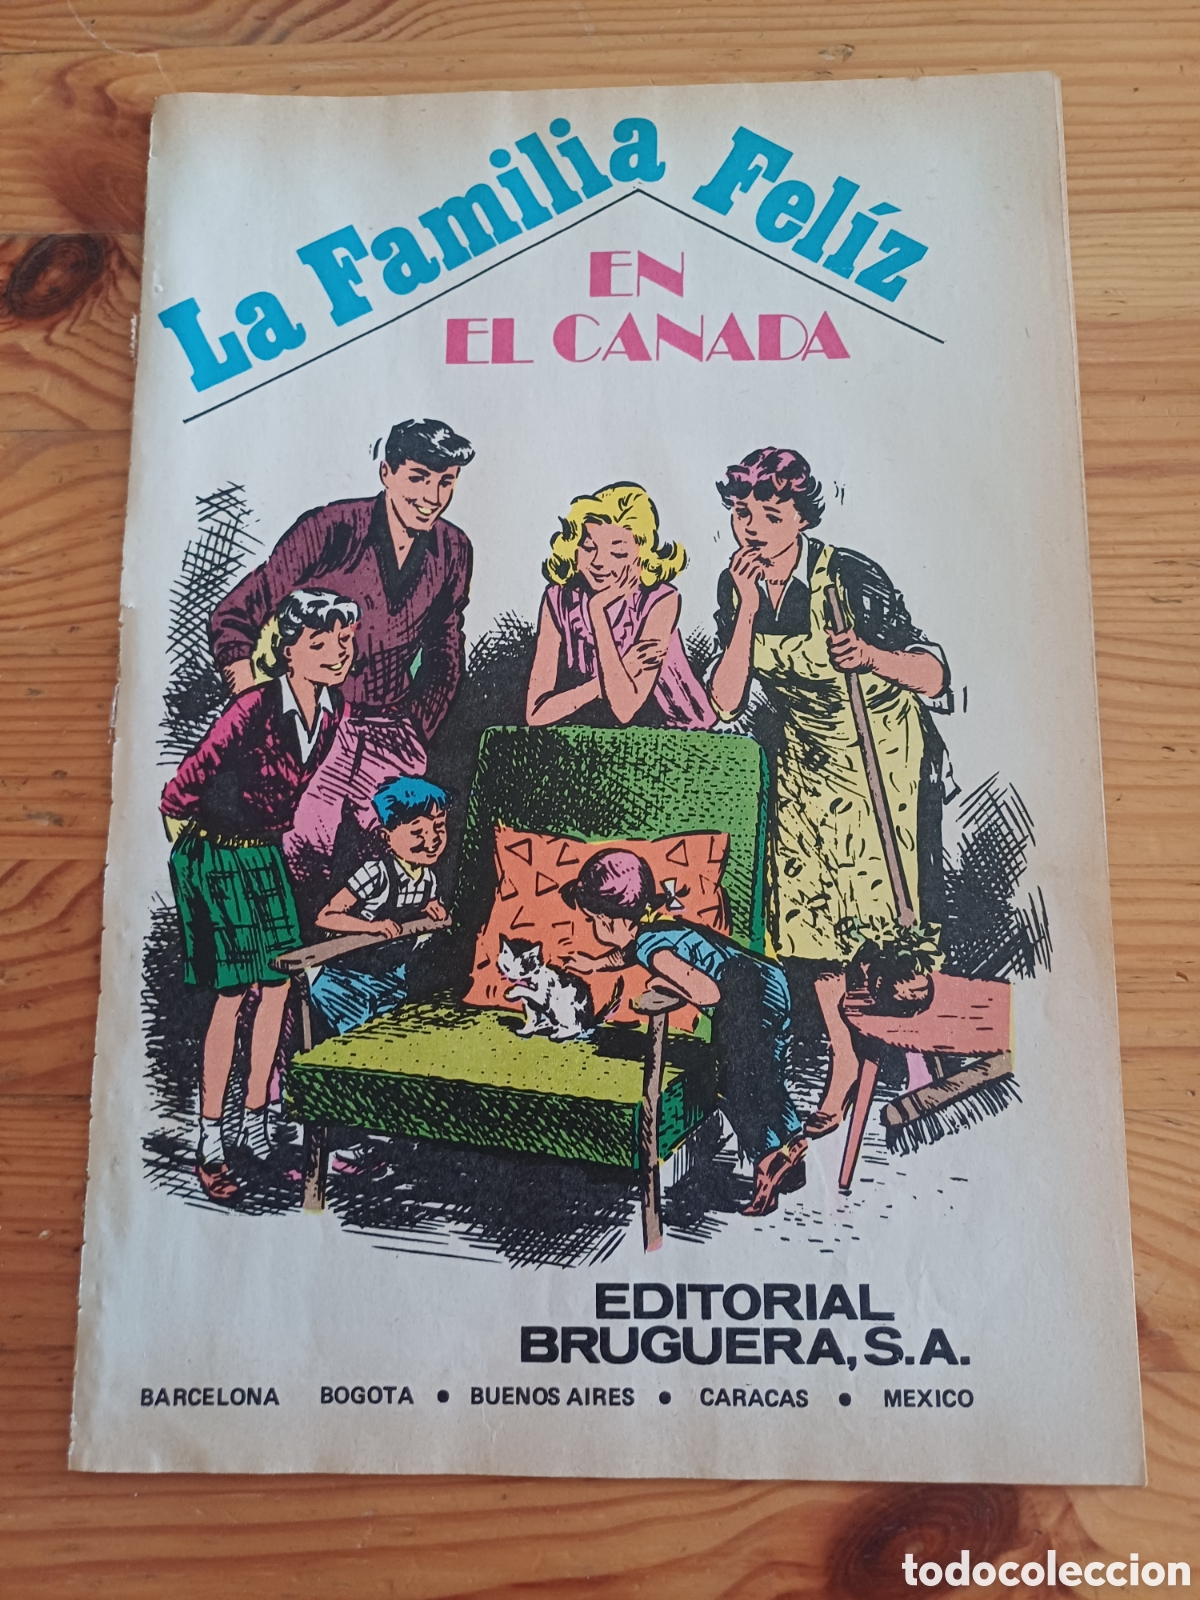 La Familia Felíz
EN
EL CANADA
EDITORIAL
BRUGUERA, S.A.
BARCELONA BOGOTA • BUENOS AIRES • CARACAS • MEXICO
todocoleccion